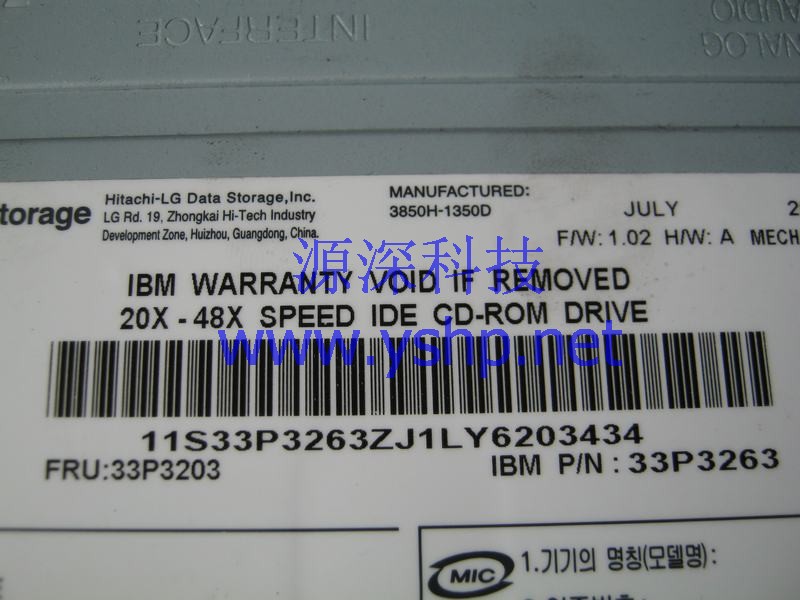 INTERFACE
ANALOG
AUDIO
torage
Hitachi-LG Data Storage,Inc.
LG Rd. 19, Zhongkai Hi-Tech Industry
Development Zone, Huizhou, Guangdong, China.
MANUFACTURED:
3850H-1350D
JULY 2
F/W: 1.02 H/W: A MECH
源深科技
IBM WARRANTY VOID IF REMOVED
20X - 48X SPEED IDE CD-ROM DRIVE
www.yshp.net
11S33P3263ZJ1LY6203434
FRU:33P3203
IBM P/N : 33P3263
MIC
1.기기의 명칭(모델명):